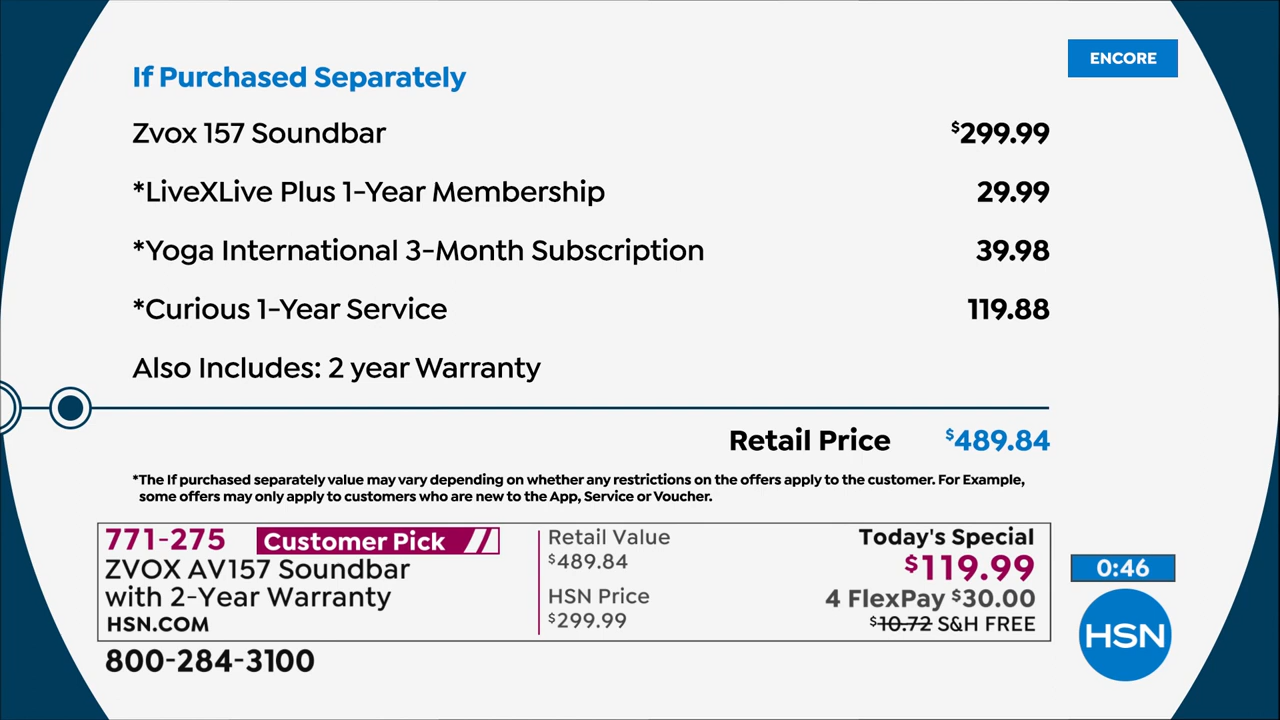 ENCORE
If Purchased Separately
Zvox 157 Soundbar $299.99
*LiveXLive Plus 1-Year Membership 29.99
*Yoga International 3-Month Subscription 39.98
*Curious 1-Year Service 119.88
Also Includes: 2 year Warranty
Retail Price $489.84
*The If purchased separately value may vary depending on whether any restrictions on the offers apply to the customer. For Example,
some offers may only apply to customers who are new to the App, Service or Voucher.
771-275 Customer Pick
ZVOX AV157 Soundbar
with 2-Year Warranty
HSN.COM
Retail Value
$489.84
HSN Price
$299.99
Today's Special
$119.99
4 FlexPay $30.00
$10.72 S&H FREE
0:46
HSN
800-284-3100